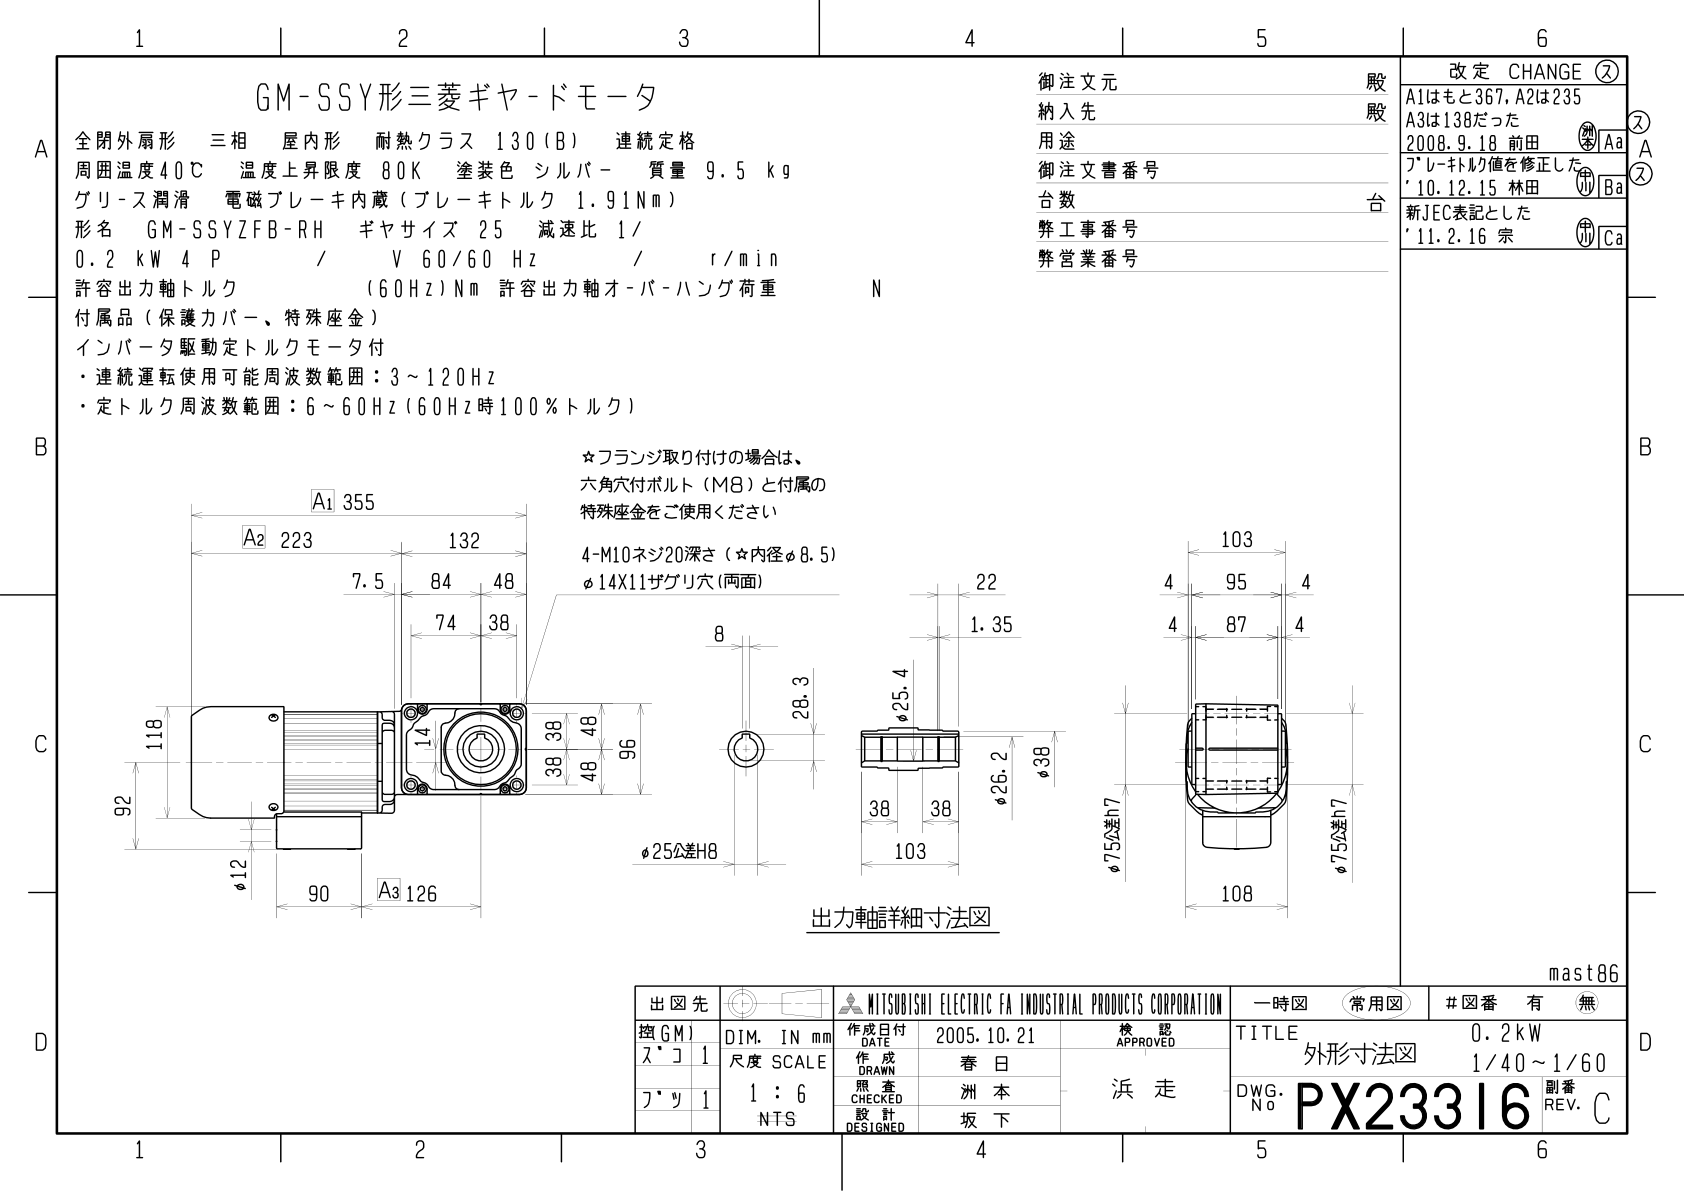 1 2 3 4 5 6
GM-SSY形三菱ギヤ-ドモータ
全閉外扇形 三相 屋内形 耐熱クラス 130(B) 連続定格
周囲温度40℃ 温度上昇限度 80K 塗装色 シルバー 質量 9.5 kg
グリ-ス潤滑 電磁ブレーキ内蔵(ブレーキトルク 1.91Nm)
形名 GM-SSYZFB-RH ギヤサイズ 25 減速比 1/
0.2 kW 4 P / V 60/60 Hz / r/min
許容出力軸トルク (60Hz)Nm 許容出力軸オ-バ-ハング荷重 N
付属品(保護カバー、特殊座金)
インバータ駆動定トルクモータ付
・連続運転使用可能周波数範囲：3~120Hz
・定トルク周波数範囲：6~60Hz(60Hz時100%トルク)
御注文元 殿
納入先 殿
用途
御注文書番号
台数 台
弊工事番号
弊営業番号
改定 CHANGE ス
A1はもと367,A2は235
A3は138だった
2008.9.18 前田 洲本 Aa
ス
ブレーキトルク値を修正した
'10.12.15 林田 中川 Ba
ス
新JEC表記とした
'11.2.16 宗 中川 Ca
A A
B B
C C
D D
☆フランジ取り付けの場合は、
六角穴付ボルト(M8)と付属の
特殊座金をご使用ください
4-M10ネジ20深さ(☆内径φ8.5)
φ14X11ザグリ穴(両面)
A1 355
A2 223 132
7.5 84 48
74 38
118
92
14
38 48
96
38 48
φ12
90 A3 126
8
28.3
φ25公差H8
22
1.35
φ25.4
φ26.2
φ38
38 38
103
103
4 95 4
4 87 4
φ75公差h7
φ75公差h7
108
出力軸詳細寸法図
mast86
出図先
控(GM)
ズコ 1
ブツ 1
DIM. IN mm
尺度 SCALE
1 : 6
NTS
MITSUBISHI ELECTRIC FA INDUSTRIAL PRODUCTS CORPORATION
作成日付 DATE 2005.10.21
作成 DRAWN 春日
照査 CHECKED 洲本
設計 DESIGNED 坂下
検認 APPROVED
浜走
一時図 常用図 #図番 有 無
TITLE
外形寸法図
0.2kW
1/40~1/60
DWG. No PX23316 副番 REV. C
1 2 3 4 5 6